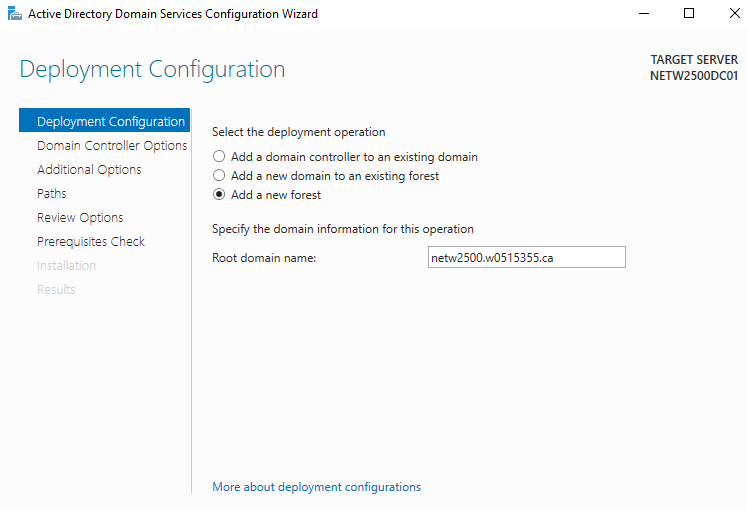 Active Directory Domain Services Configuration Wizard
Deployment Configuration
TARGET SERVER
NETW2500DC01
Deployment Configuration
Domain Controller Options
Additional Options
Paths
Review Options
Prerequisites Check
Installation
Results
Select the deployment operation
Add a domain controller to an existing domain
Add a new domain to an existing forest
Add a new forest
Specify the domain information for this operation
Root domain name:
netw2500.w0515355.ca
More about deployment configurations